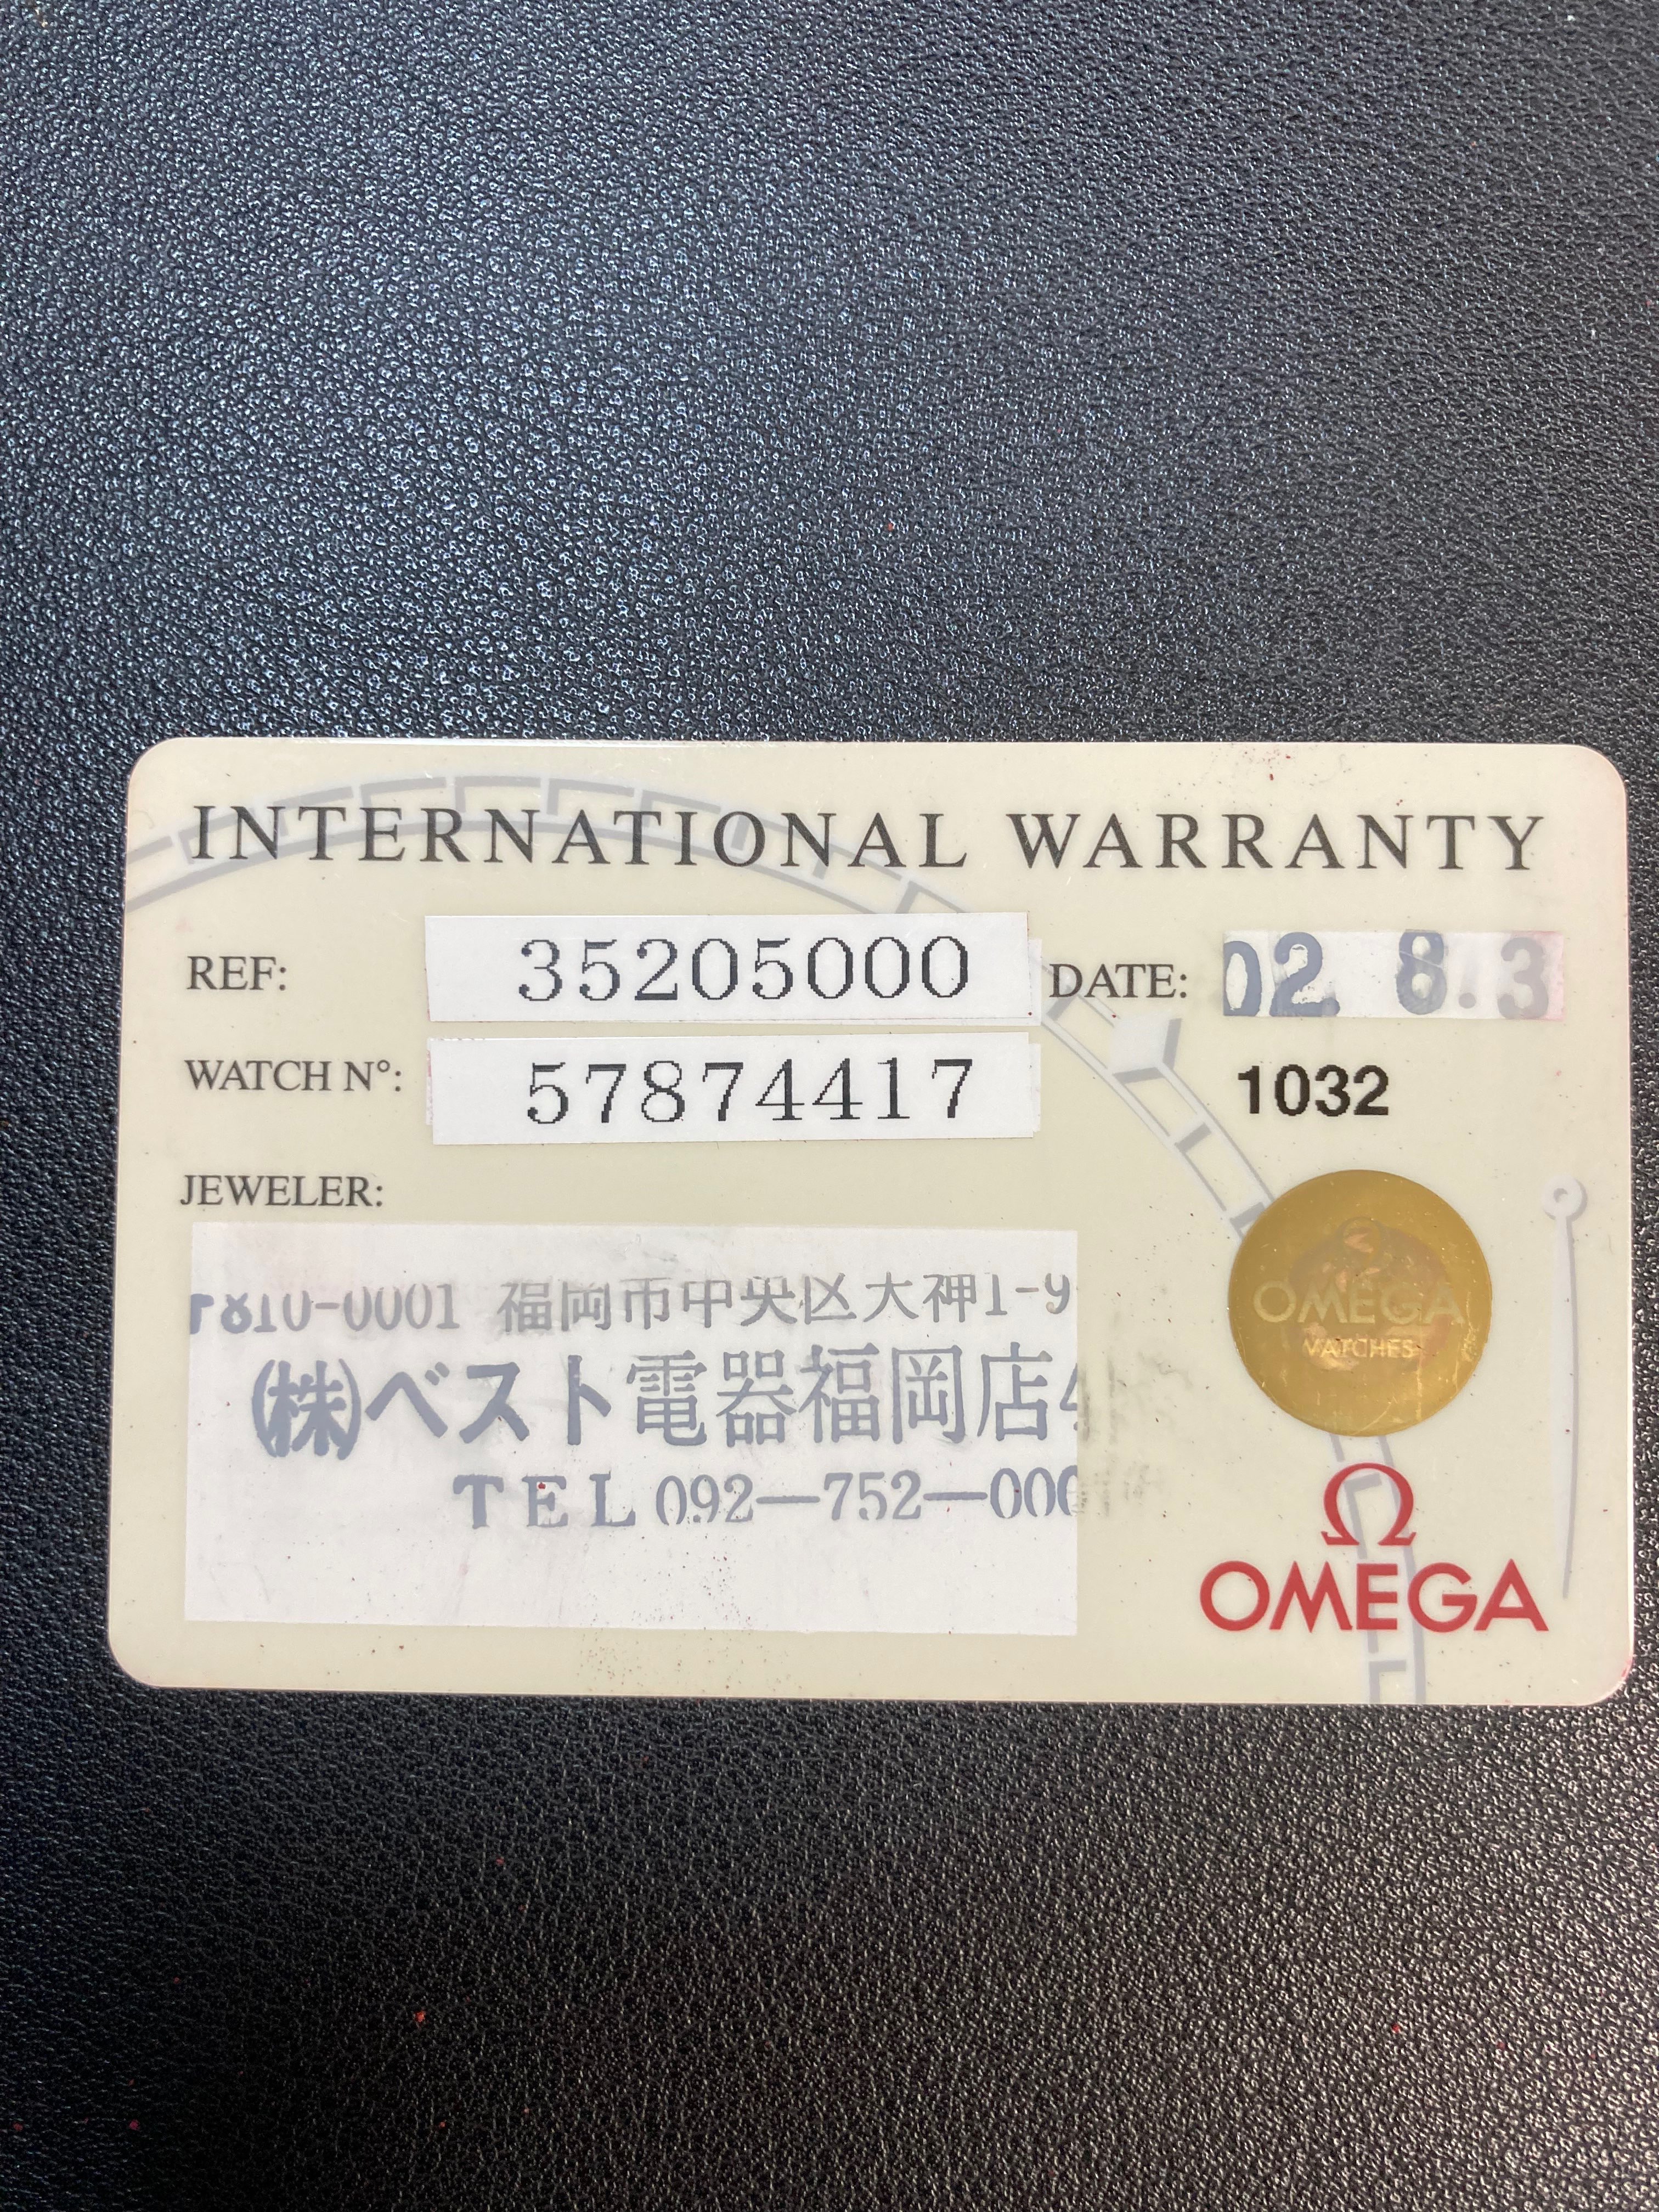 INTERNATIONAL WARRANTY
REF: 35205000 DATE: 02. 8.3
WATCH N°: 57874417 1032
JEWELER:
〒810-0001 福岡市中央区大神1-9
(株)ベスト電器福岡店4
TEL 092-752-000
OMEGA
WATCHES
Ω
OMEGA